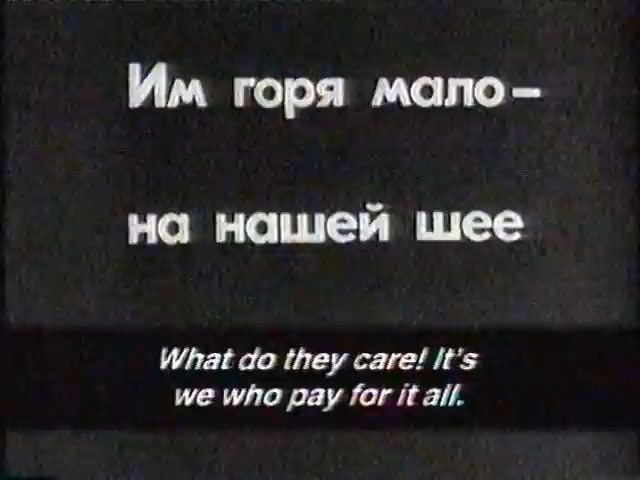 Им горя мало –
на нашей шее
What do they care! It's
we who pay for it all.